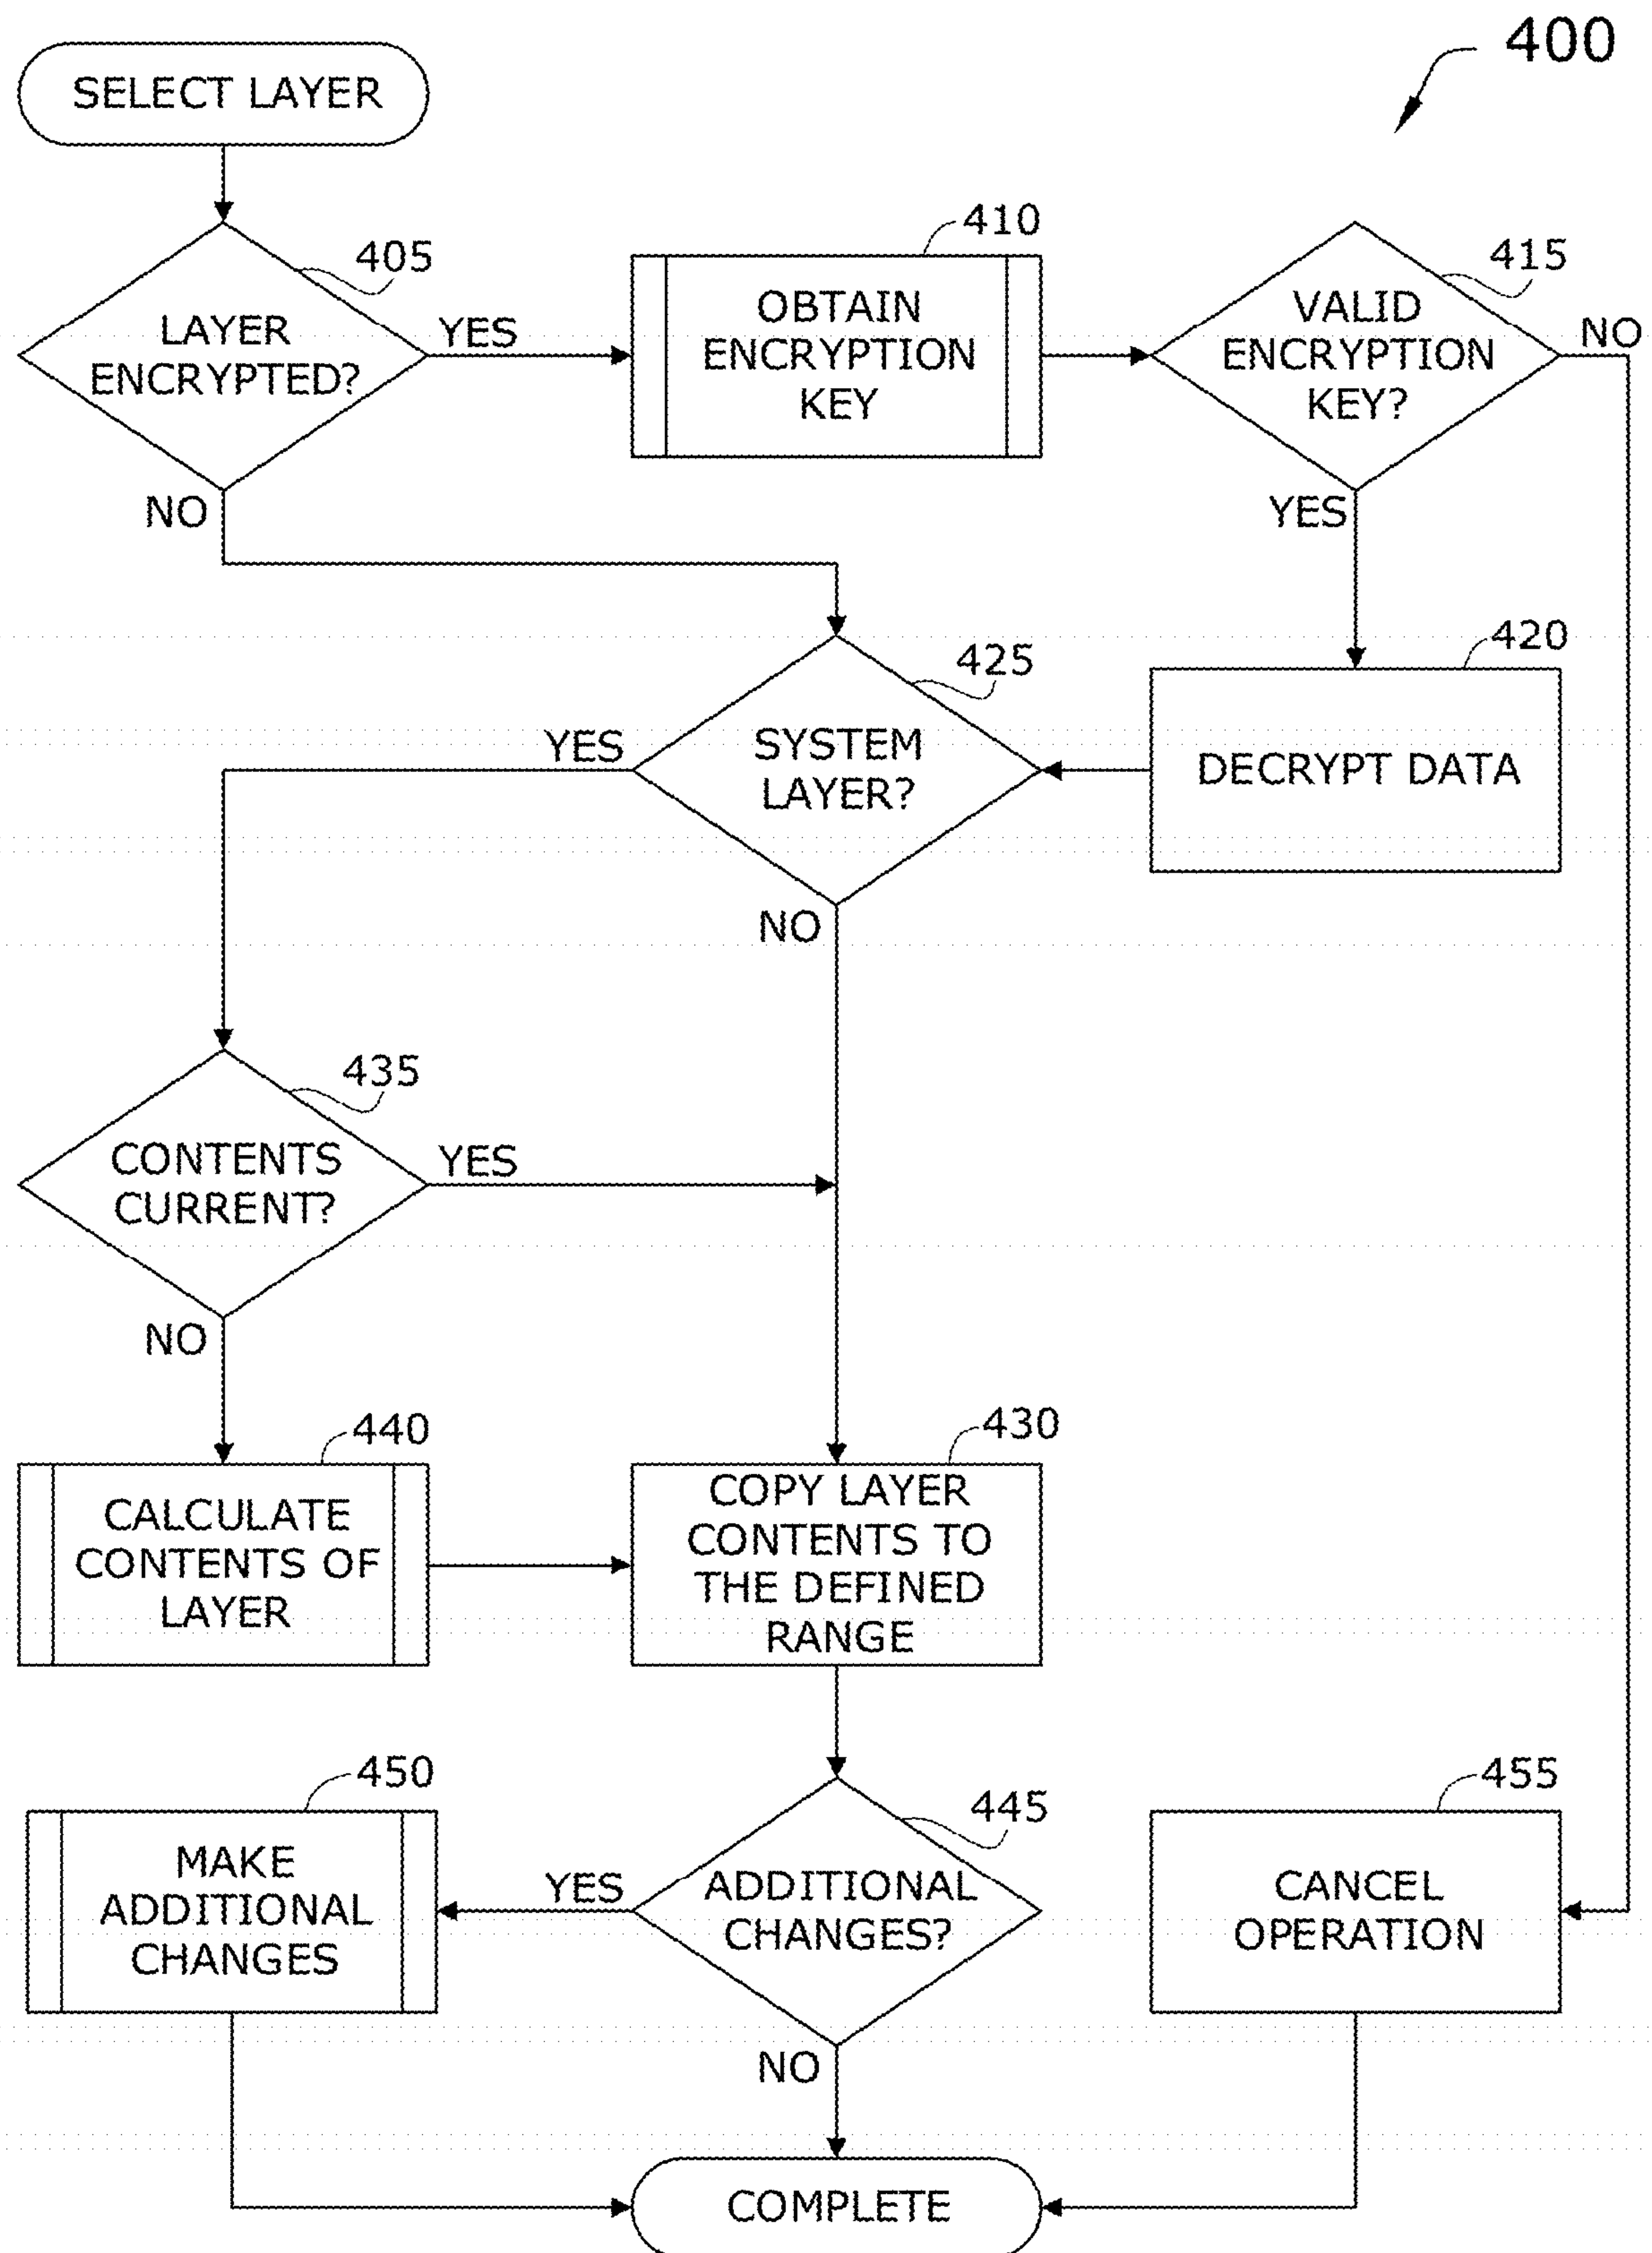 400
SELECT LAYER
405
LAYER
ENCRYPTED?
YES
NO
410
OBTAIN
ENCRYPTION
KEY
415
VALID
ENCRYPTION
KEY?
NO
YES
420
DECRYPT DATA
425
SYSTEM
LAYER?
YES
NO
435
CONTENTS
CURRENT?
YES
NO
440
CALCULATE
CONTENTS OF
LAYER
430
COPY LAYER
CONTENTS TO
THE DEFINED
RANGE
450
MAKE
ADDITIONAL
CHANGES
445
ADDITIONAL
CHANGES?
YES
NO
455
CANCEL
OPERATION
COMPLETE